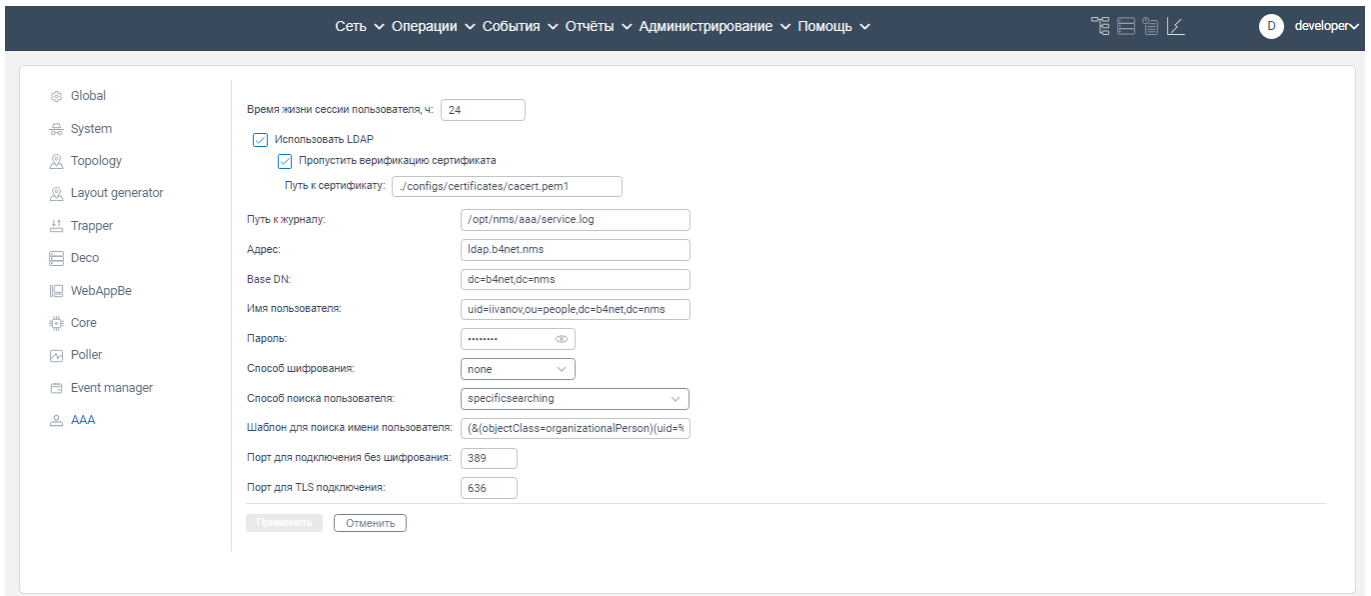 Сеть Операции События Отчёты Администрирование Помощь D developer
Global
System
Topology
Layout generator
Trapper
Deco
WebAppBe
Core
Poller
Event manager
AAA
Время жизни сессии пользователя, ч: 24
Использовать LDAP
Пропустить верификацию сертификата
Путь к сертификату: ./configs/certificates/cacert.pem1
Путь к журналу: /opt/nms/aaa/service.log
Адрес: ldap.b4net.nms
Base DN: dc=b4net,dc=nms
Имя пользователя: uid=iivanov,ou=people,dc=b4net,dc=nms
Пароль: ········
Способ шифрования: none
Способ поиска пользователя: specificsearching
Шаблон для поиска имени пользователя: (&(objectClass=organizationalPerson)(uid=%
Порт для подключения без шифрования: 389
Порт для TLS подключения: 636
Применить Отменить